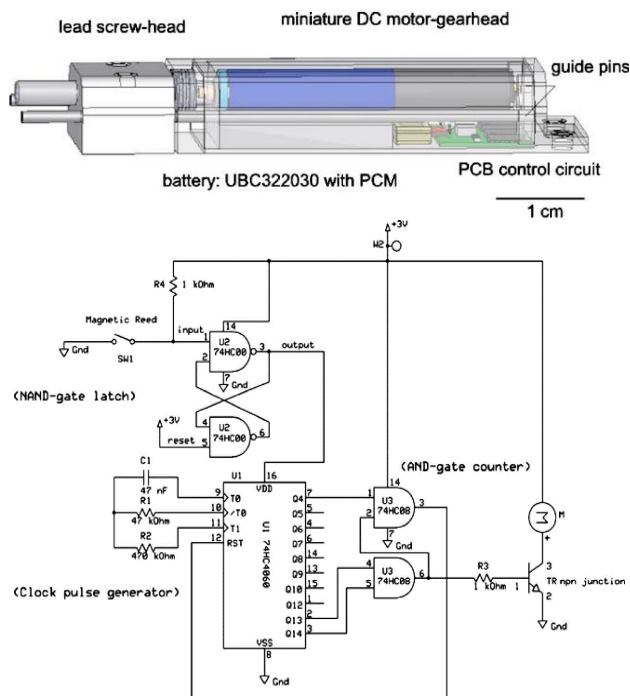 miniature DC motor-gearhead
lead screw-head
guide pins
PCB control circuit
battery: UBC322030 with PCM
1 cm
+3V
W2
R4
1 kOhm
Magnetic Reed
Gnd
SW1
input
1
14
U2
74HC00
2
3
output
7
Gnd
(NAND-gate latch)
+3V
reset
4
5
U2
74HC00
6
C1
47 nF
R1
47 kOhm
R2
470 kOhm
(Clock pulse generator)
U1
16
VDD
9
T0
10
/T0
11
T1
12
RST
U1 74HC4060
Q4
7
Q5
5
Q6
4
Q7
6
Q8
14
Q9
13
Q10
15
Q12
1
Q13
2
Q14
3
VSS
8
Gnd
(AND-gate counter)
14
1
2
U3
74HC08
3
7
Gnd
4
5
U3
74HC08
6
R3
1 kOhm
1
3
TR npn junction
2
Gnd
M
M
+